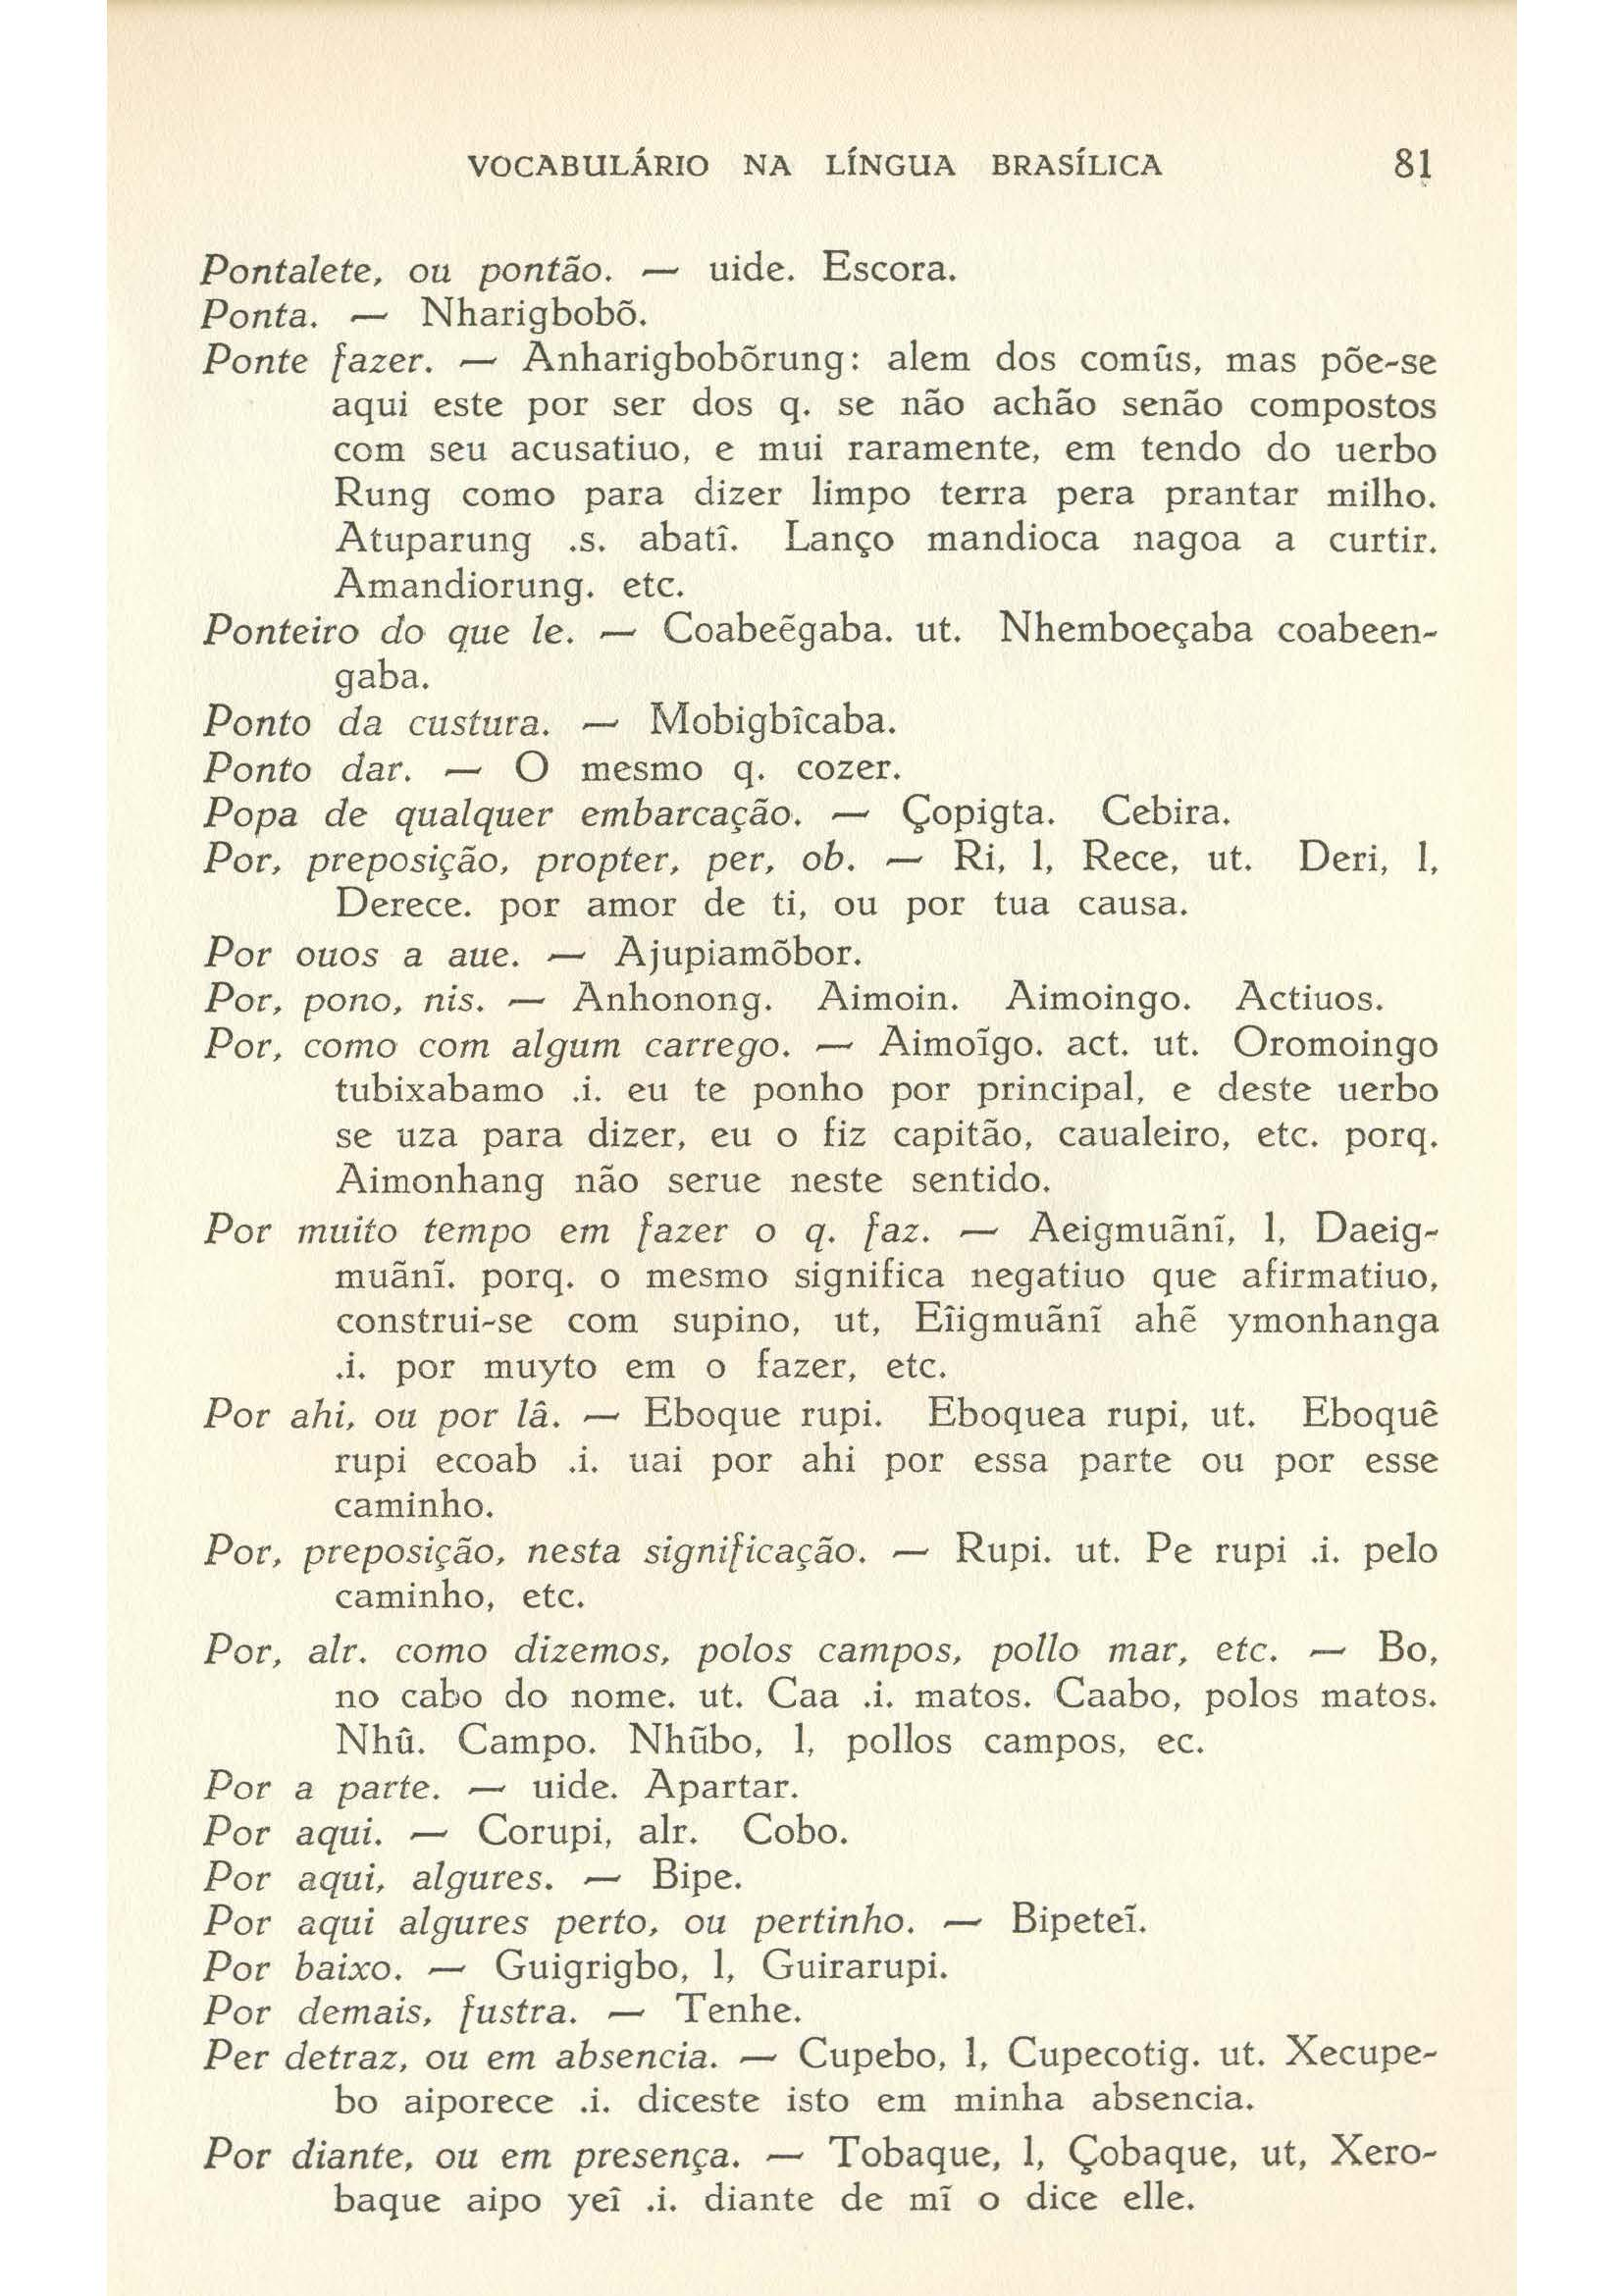 VOCABULÁRIO NA LÍNGUA BRASÍLICA 81
Pontalete, ou pontão. — uide. Escora.
Ponta. — Nharigbobõ.
Ponte fazer. — Anharigbobõrung: alem dos comũs, mas põe-se
aqui este por ser dos q. se não achão senão compostos
com seu acusatiuo, e mui raramente, em tendo do uerbo
Rung como para dizer limpo terra pera prantar milho.
Atuparung .s. abatî. Lanço mandioca nagoa a curtir.
Amandiorung. etc.
Ponteiro do que le. — Coabeẽgaba. ut. Nhemboeçaba coabeen-
gaba.
Ponto da custura. — Mobigbîcaba.
Ponto dar. — O mesmo q. cozer.
Popa de qualquer embarcação. — Çopigta. Cebira.
Por, preposição, propter, per, ob. — Ri, l, Rece, ut. Deri, l,
Derece. por amor de ti, ou por tua causa.
Por ouos a aue. — Ajupiamõbor.
Por, pono, nis. — Anhonong. Aimoin. Aimoingo. Actiuos.
Por, como com algum carrego. — Aimoĩgo. act. ut. Oromoingo
tubixabamo .i. eu te ponho por principal, e deste uerbo
se uza para dizer, eu o fiz capitão, caualeiro, etc. porq.
Aimonhang não serue neste sentido.
Por muito tempo em fazer o q. faz. — Aeigmuãnĩ, l, Daeig-
muãnĩ. porq. o mesmo significa negatiuo que afirmatiuo,
construi-se com supino, ut, Eîigmuãnĩ ahẽ ymonhanga
.i. por muyto em o fazer, etc.
Por ahi, ou por lâ. — Eboque rupi. Eboquea rupi, ut. Eboquê
rupi ecoab .i. uai por ahi por essa parte ou por esse
caminho.
Por, preposição, nesta significação. — Rupi. ut. Pe rupi .i. pelo
caminho, etc.
Por, alr. como dizemos, polos campos, pollo mar, etc. — Bo,
no cabo do nome. ut. Caa .i. matos. Caabo, polos matos.
Nhû. Campo. Nhũbo, l, pollos campos, ec.
Por a parte. — uide. Apartar.
Por aqui. — Corupi, alr. Cobo.
Por aqui, algures. — Bipe.
Por aqui algures perto, ou pertinho. — Bipeteĩ.
Por baixo. — Guigrigbo, l, Guirarupi.
Por demais, fustra. — Tenhe.
Per detraz, ou em absencia. — Cupebo, l, Cupecotig. ut. Xecupe-
bo aiporece .i. diceste isto em minha absencia.
Por diante, ou em presença. — Tobaque, l, Çobaque, ut, Xero-
baque aipo yeî .i. diante de mĩ o dice elle.